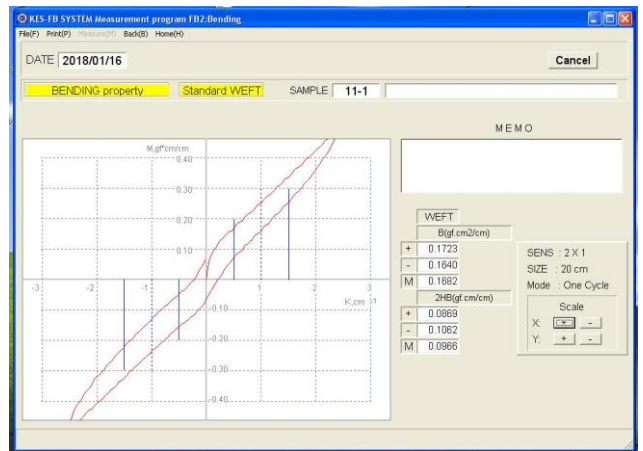 KES-FB SYSTEM Measurement program FB2:Bending
File(F) Print(P) Measure(M) Back(B) Home(H)
DATE 2018/01/16 Cancel
BENDING property Standard WEFT SAMPLE 11-1
MEMO
M,gf*cm/cm
0.40
0.30
0.20
0.10
-3 -2 -1 1 2 3
K,cm -1
-0.10
-0.20
-0.30
-0.40
WEFT
B(gf.cm2/cm)
+ 0.1723
- 0.1640
M 0.1682
2HB(gf.cm/cm)
+ 0.0869
- 0.1062
M 0.0966
SENS : 2 X 1
SIZE : 20 cm
Mode : One Cycle
Scale
X: + -
Y: + -